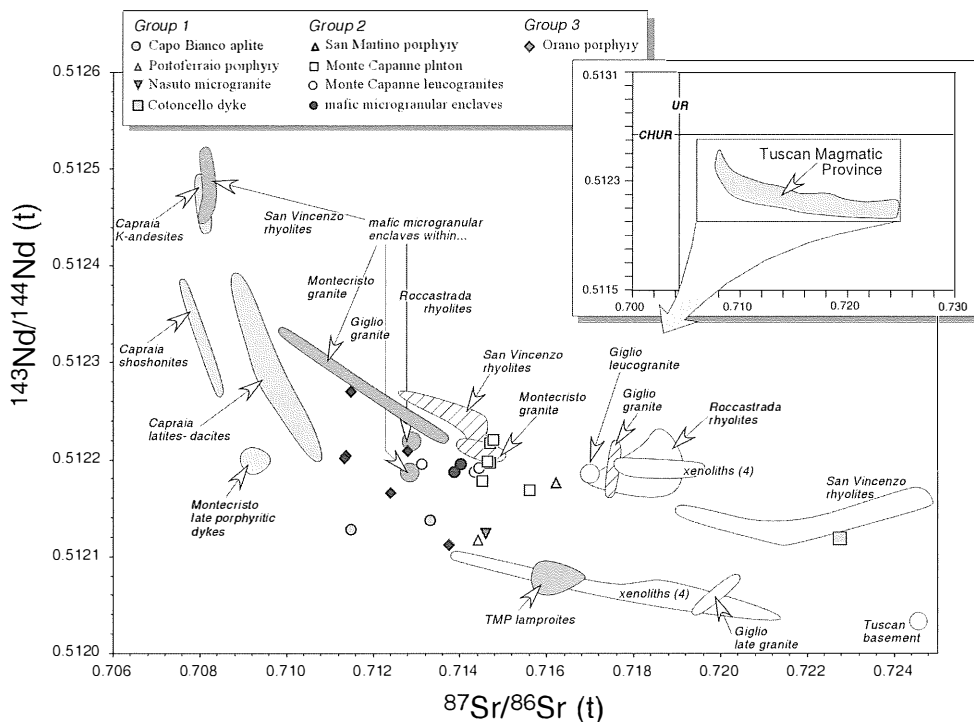 Group 1
Group 2
Group 3
Capo Bianco aplite
San Martino porphyry
Orano porphyry
Portoferraio porphyry
Monte Capanne pluton
Nasuto microgranite
Monte Capanne leucogranites
Cotoncello dyke
mafic microgranular enclaves
0.5131
UR
CHUR
Tuscan Magmatic
Province
0.5123
0.5115
0.700
0.710
0.720
0.730
143Nd/144Nd (t)
0.5126
0.5125
0.5124
0.5123
0.5122
0.5121
0.5120
Capraia
K-andesites
San Vincenzo
rhyolites
mafic microgranular
enclaves within...
Montecristo
granite
Roccastrada
rhyolites
Giglio
granite
Capraia
shoshonites
San Vincenzo
rhyolites
Giglio
leucogranite
Giglio
granite
Montecristo
granite
Roccastrada
rhyolites
Capraia
latites-dacites
xenoliths (4)
San Vincenzo
rhyolites
Montecristo
late porphyritic
dykes
xenoliths (4)
TMP lamproites
Giglio
late granite
Tuscan
basement
0.706
0.708
0.710
0.712
0.714
0.716
0.718
0.720
0.722
0.724
87Sr/86Sr (t)